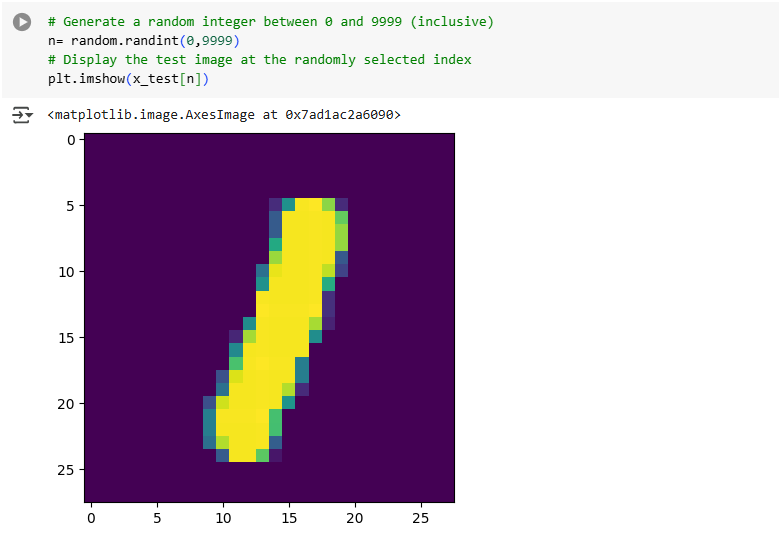 # Generate a random integer between 0 and 9999 (inclusive)
n= random.randint(0,9999)
# Display the test image at the randomly selected index
plt.imshow(x_test[n])
<matplotlib.image.AxesImage at 0x7ad1ac2a6090>
0
5
10
15
20
25
0 5 10 15 20 25